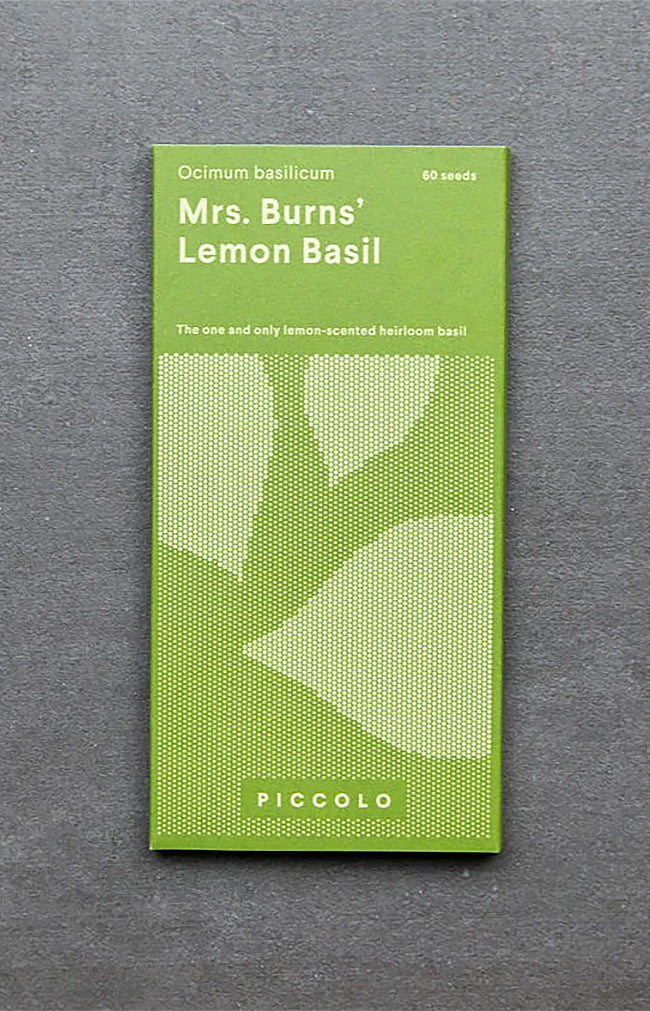 Ocimum basilicum
60 seeds
Mrs. Burns’
Lemon Basil
The one and only lemon-scented heirloom basil
PICCOLO